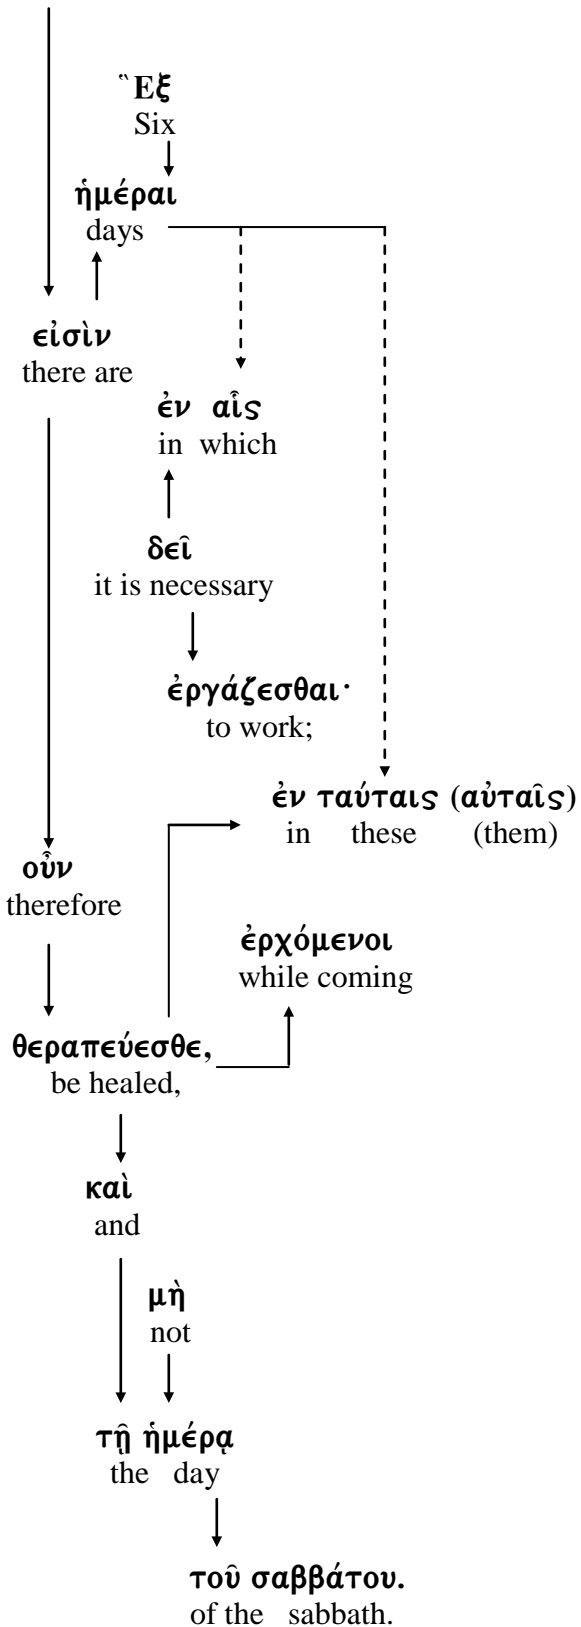 Ἓξ
Six
ἡμέραι
days
εἰσὶν
there are
ἐν αἷς
in which
δεῖ
it is necessary
ἐργάζεσθαι·
to work;
ἐν ταύταις (αὐταῖς)
in these (them)
οὖν
therefore
ἐρχόμενοι
while coming
θεραπεύεσθε,
be healed,
καὶ
and
μὴ
not
τῇ ἡμέρᾳ
the day
τοῦ σαββάτου.
of the sabbath.